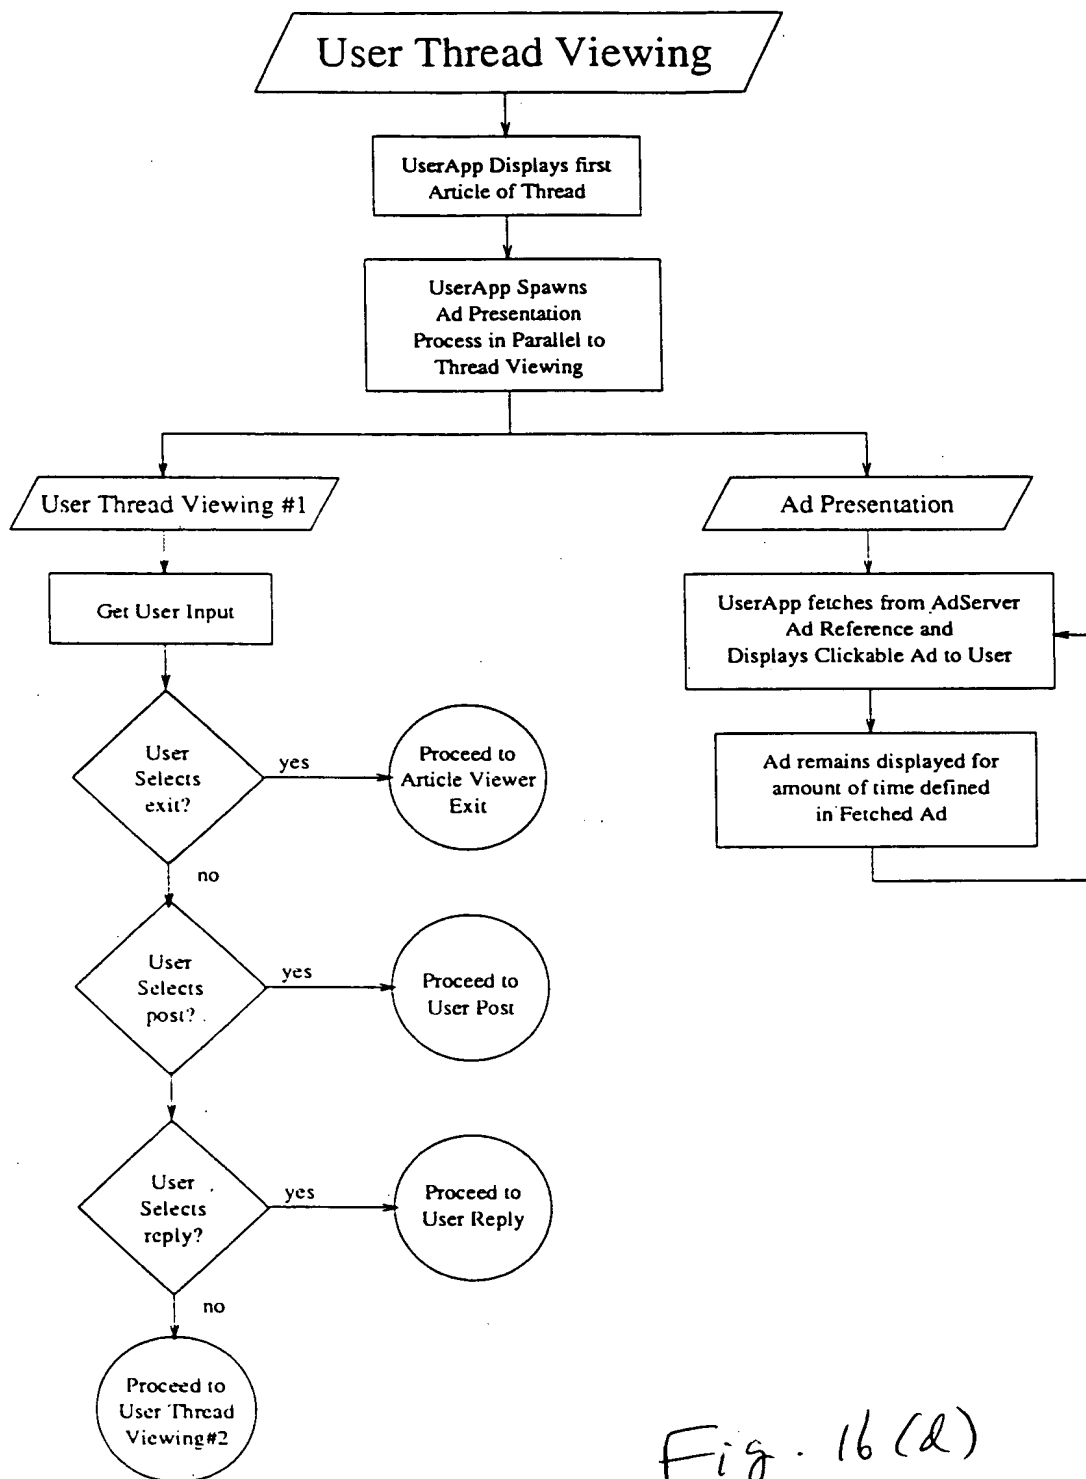 User Thread Viewing
UserApp Displays first
Article of Thread
UserApp Spawns
Ad Presentation
Process in Parallel to
Thread Viewing
User Thread Viewing #1
Ad Presentation
Get User Input
UserApp fetches from AdServer
Ad Reference and
Displays Clickable Ad to User
User
Selects
exit?
yes
Proceed to
Article Viewer
Exit
Ad remains displayed for
amount of time defined
in Fetched Ad
no
User
Selects
post?
yes
Proceed to
User Post
User
Selects
reply?
yes
Proceed to
User Reply
no
Proceed to
User Thread
Viewing#2
Fig. 16 (d)